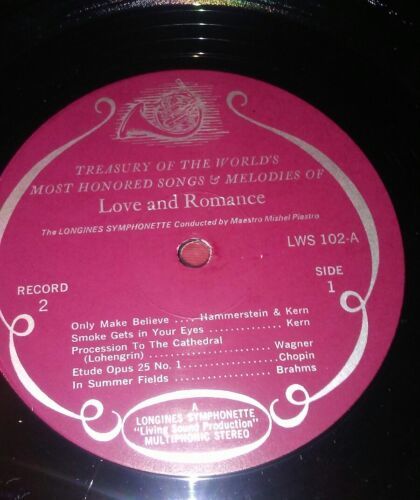 TREASURY OF THE WORLD'S
MOST HONORED SONGS & MELODIES OF
Love and Romance
The LONGINES SYMPHONETTE Conducted by Maestro Mishel Piastro
LWS 102-A
RECORD
2
SIDE
1
Only Make Believe .... Hammerstein & Kern
Smoke Gets in Your Eyes .............. Kern
Procession To The Cathedral
(Lohengrin) ........................ Wagner
Etude Opus 25 No. 1 .................. Chopin
In Summer Fields ..................... Brahms
A
LONGINES SYMPHONETTE
"Living Sound Production"
MULTIPHONIC STEREO